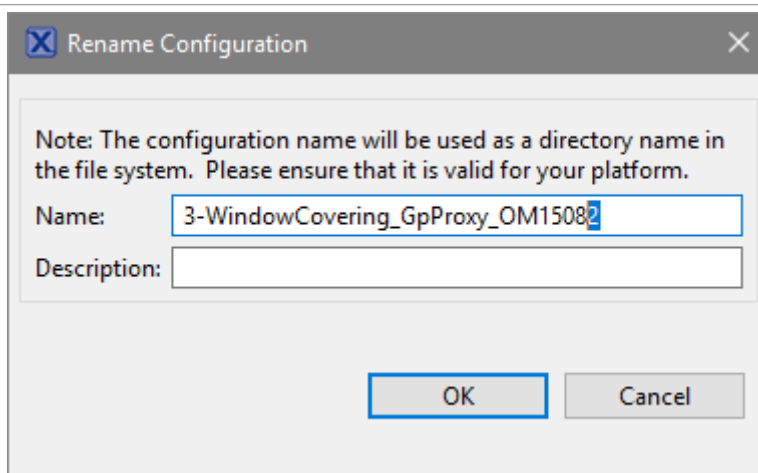 Rename Configuration
Note: The configuration name will be used as a directory name in
the file system.  Please ensure that it is valid for your platform.
Name: 3-WindowCovering_GpProxy_OM15082
Description:
OK Cancel